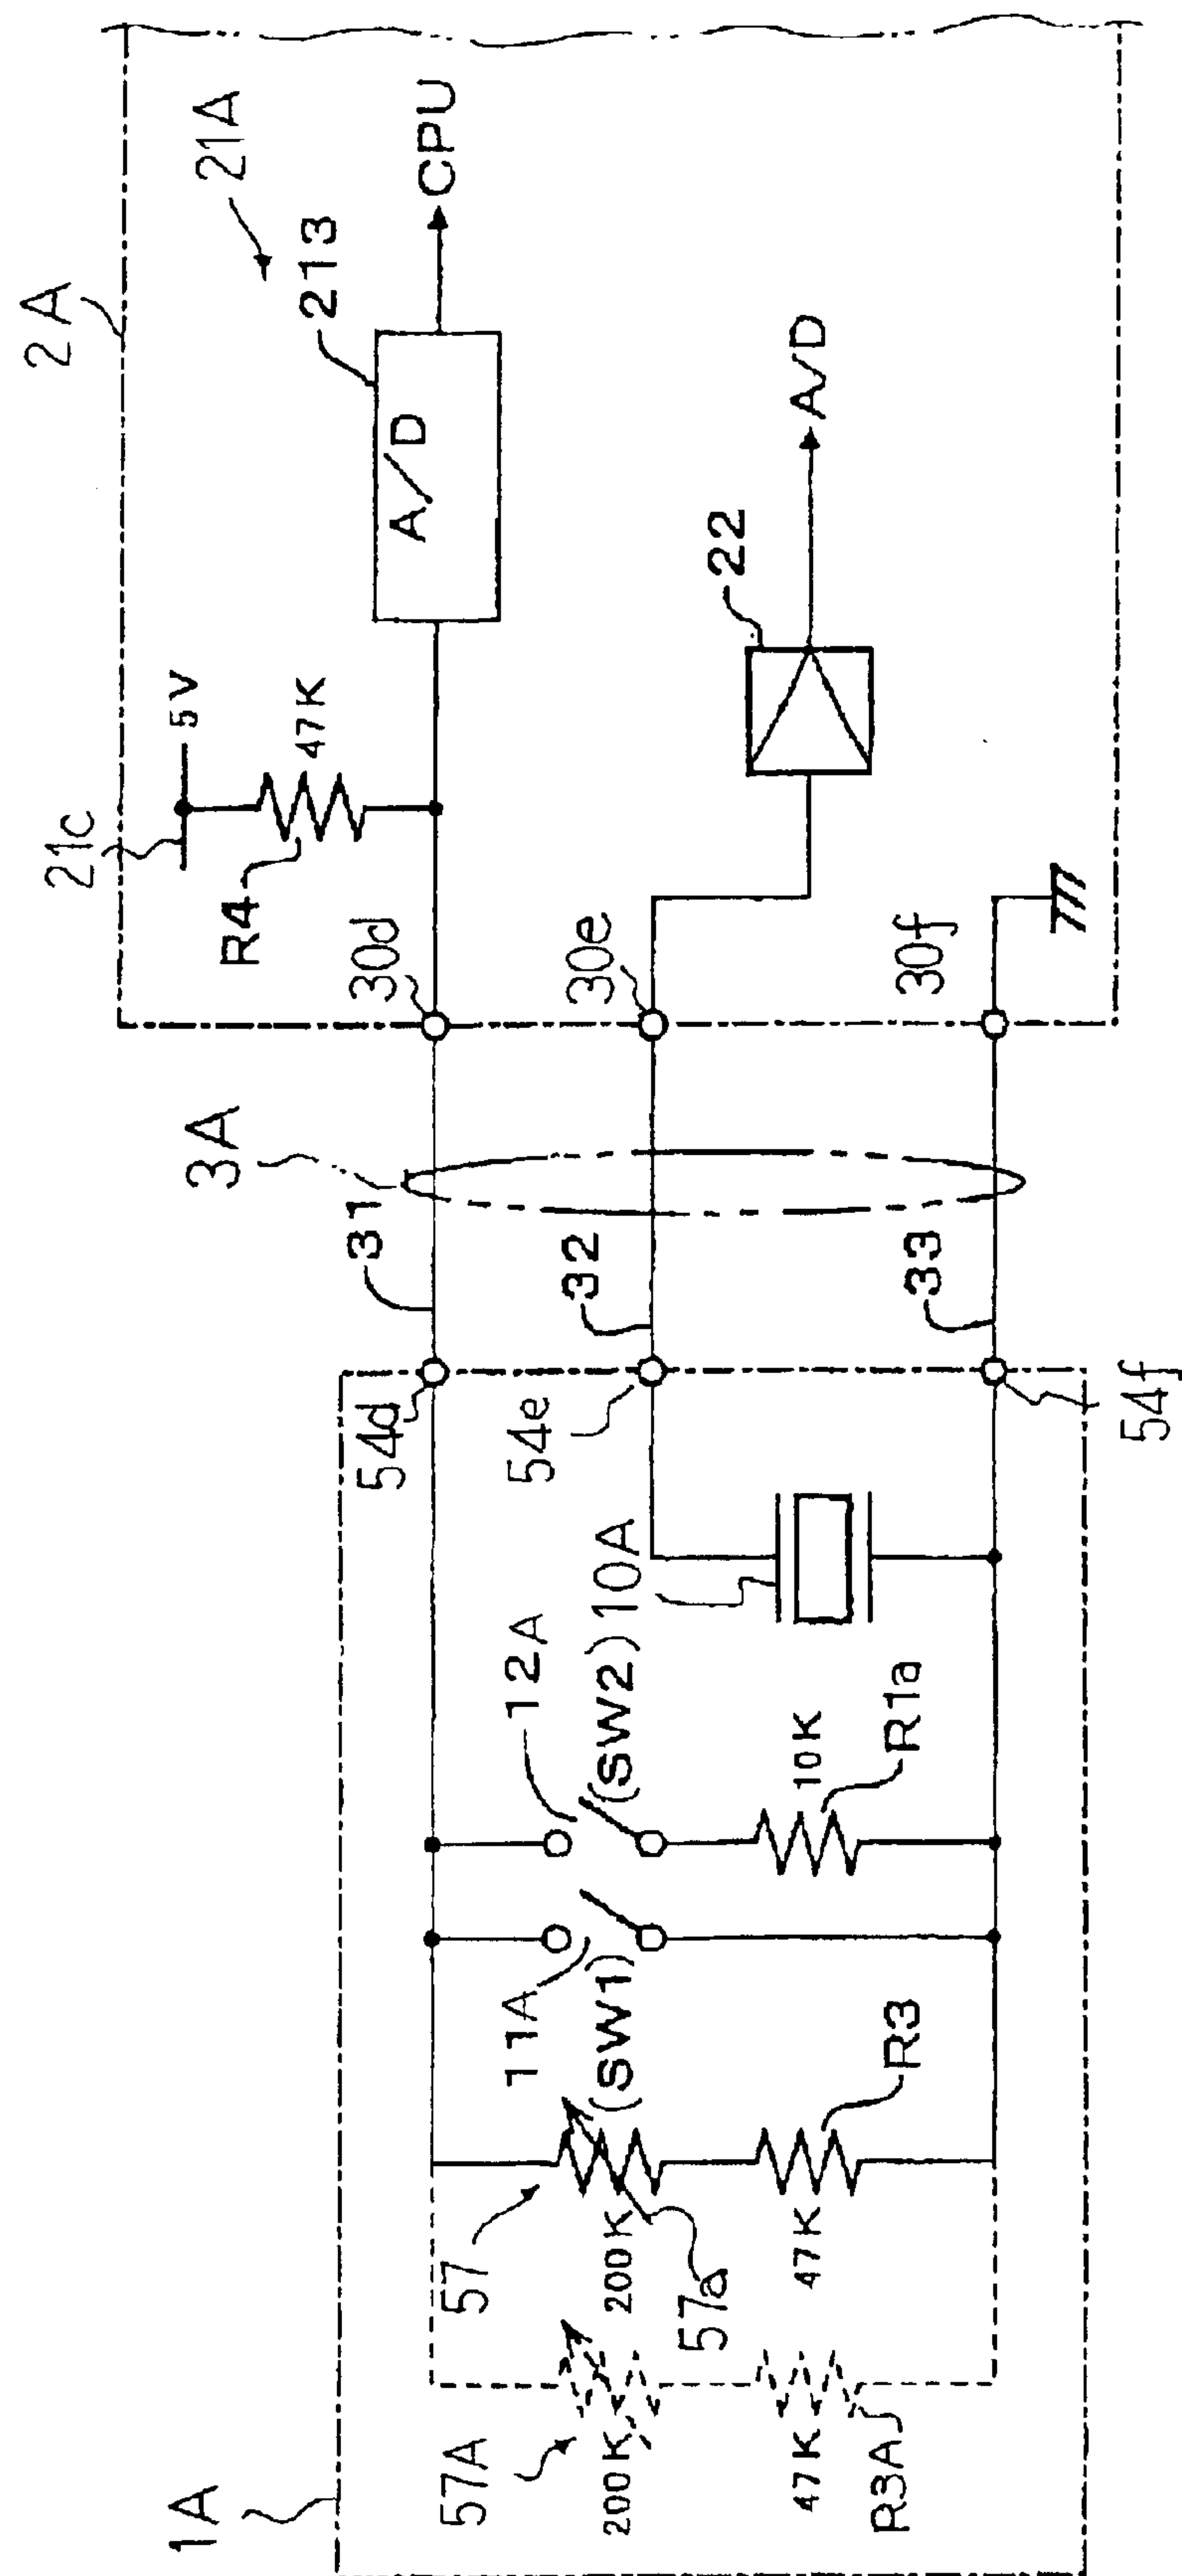 1A
57A
200K
47K
R3A
57
200K
57a
47K
R3
11A
(SW1)
12A
(SW2)
10K
R1a
10A
54d
54e
54f
31
32
33
3A
30d
30e
30f
2A
21c
5V
R4
47K
A/D
213
21A
CPU
22
A/D